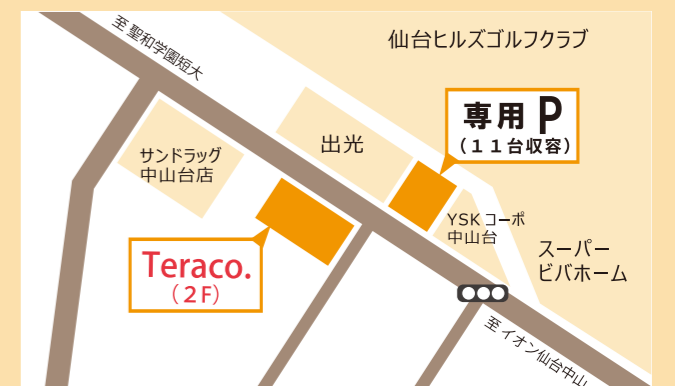 至 聖和学園短大
仙台ヒルズゴルフクラブ
専用 P
（１１台収容）
出光
サンドラッグ
中山台店
YSK コーポ
中山台
スーパー
ビバホーム
Teraco.
（２F）
至 イオン仙台中山